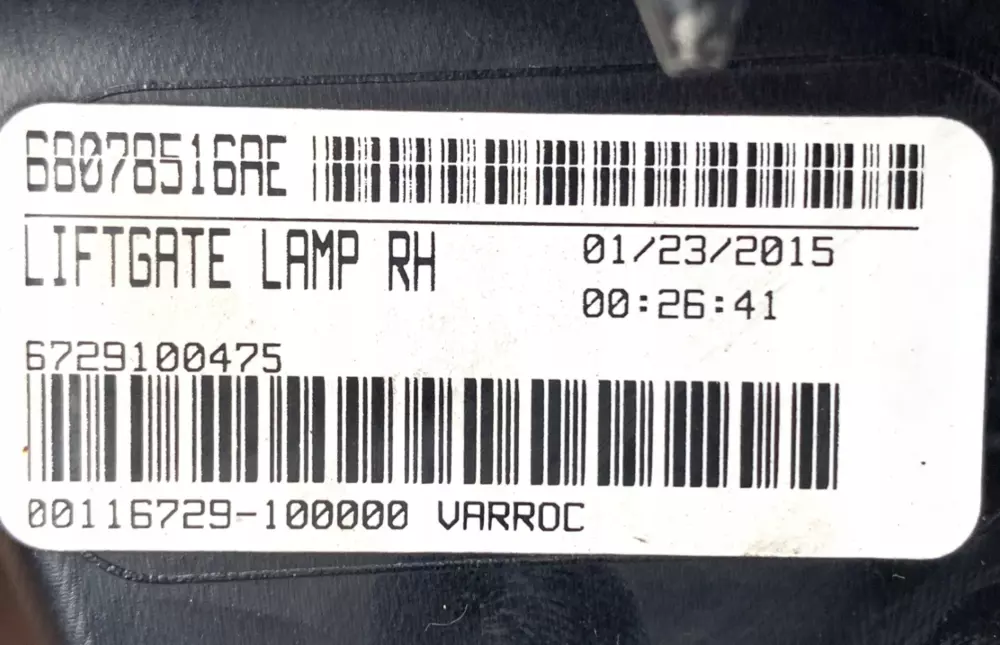 68078516AE
LIFTGATE LAMP RH
01/23/2015
00:26:41
6729100475
00116729-100000 VARROC